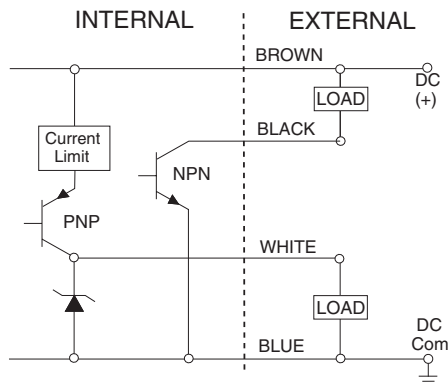 INTERNAL EXTERNAL
BROWN
LOAD
DC
(+)
BLACK
Current
Limit
NPN
PNP
WHITE
LOAD
DC
Com
BLUE